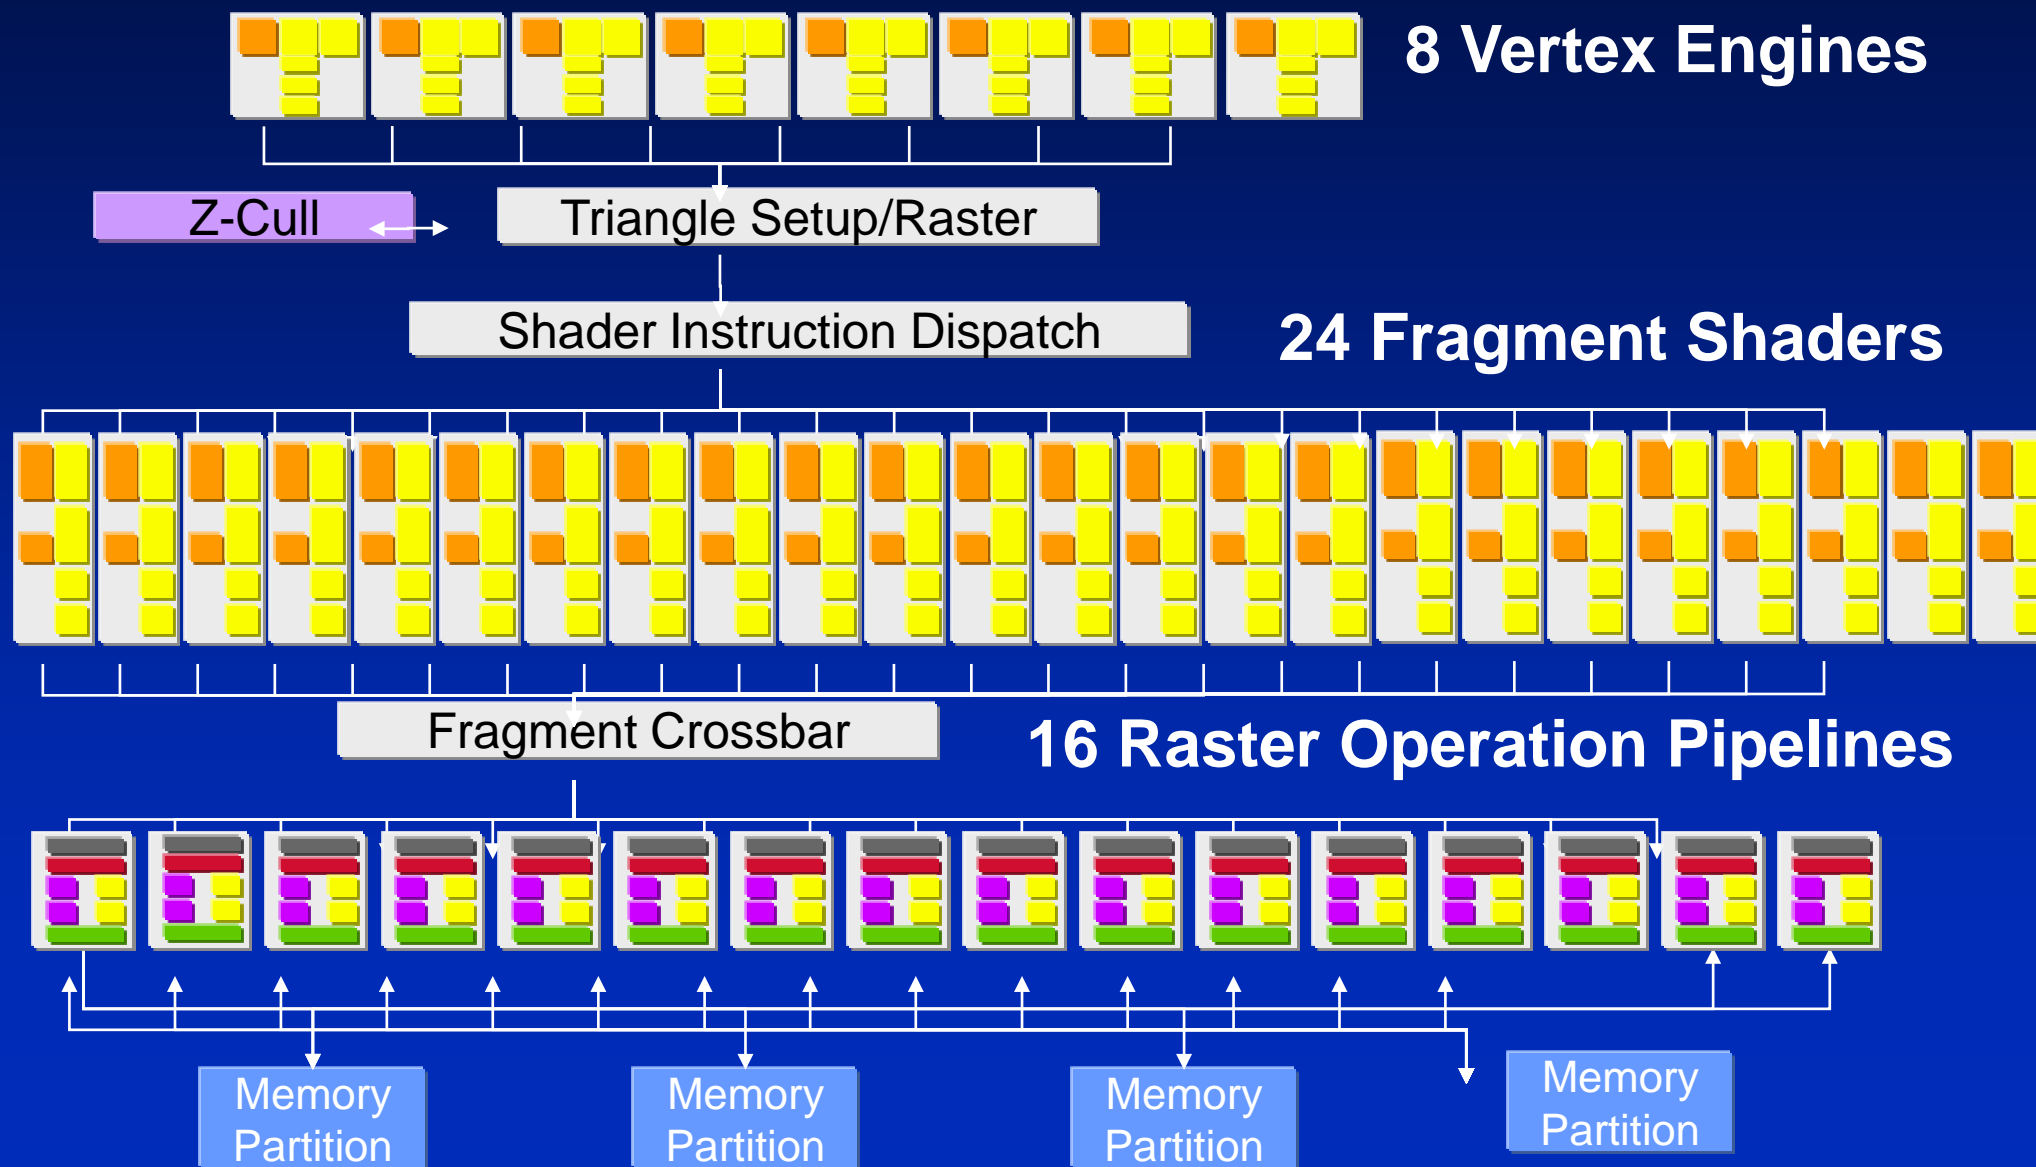 8 Vertex Engines
Z-Cull
Triangle Setup/Raster
Shader Instruction Dispatch
24 Fragment Shaders
Fragment Crossbar
16 Raster Operation Pipelines
Memory
Partition
Memory
Partition
Memory
Partition
Memory
Partition